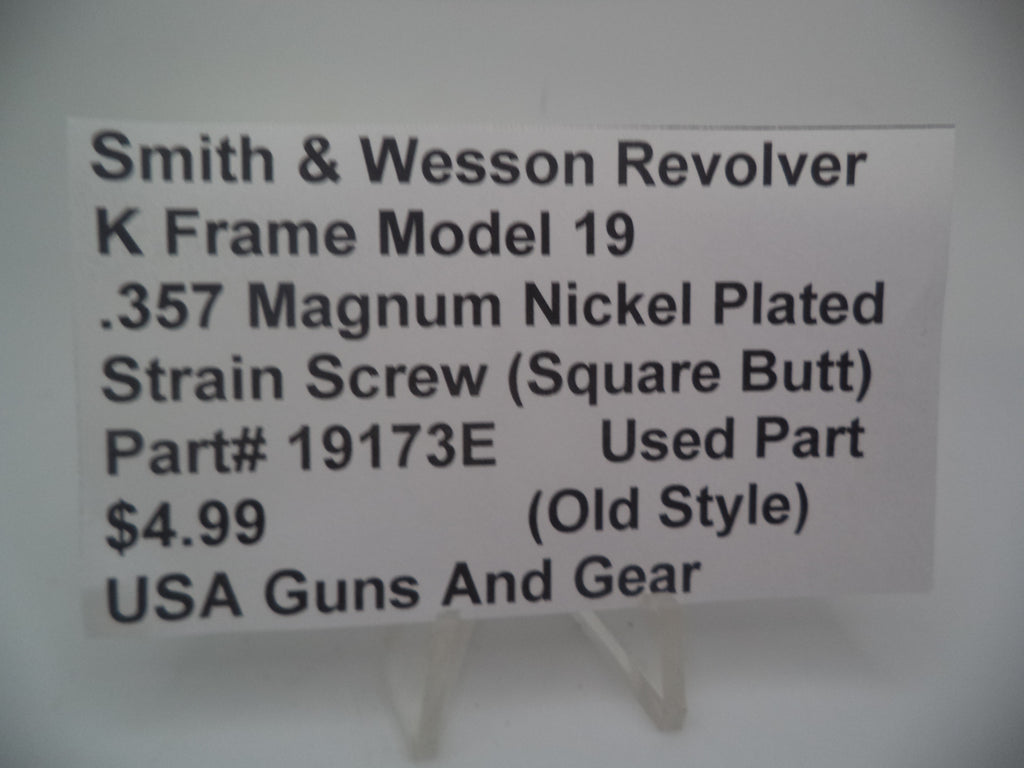 Smith & Wesson Revolver
K Frame Model 19
.357 Magnum Nickel Plated
Strain Screw (Square Butt)
Part# 19173E Used Part
$4.99 (Old Style)
USA Guns And Gear